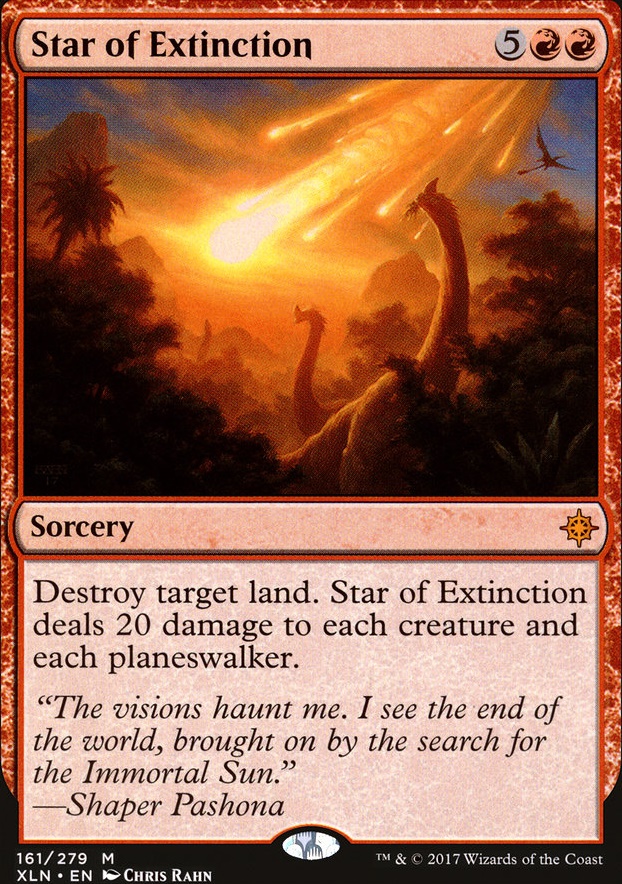 Star of Extinction 5
Sorcery
Destroy target land. Star of Extinction
deals 20 damage to each creature and
each planeswalker.
“The visions haunt me. I see the end of
the world, brought on by the search for
the Immortal Sun.”
—Shaper Pashona
161/279 M
XLN • EN Chris Rahn
™ & © 2017 Wizards of the Coast